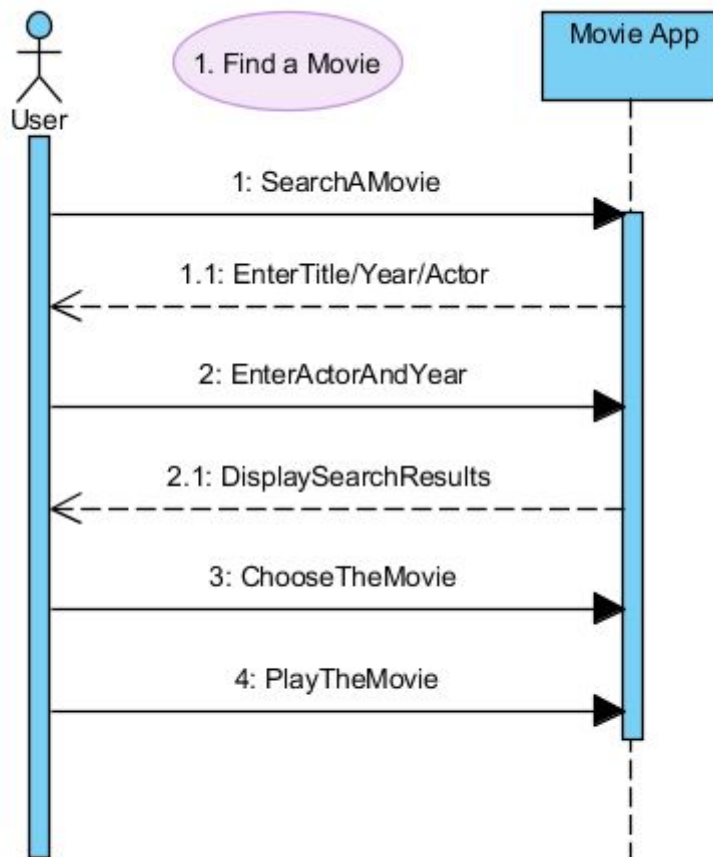 1. Find a Movie
Movie App
User
1: SearchAMovie
1.1: EnterTitle/Year/Actor
2: EnterActorAndYear
2.1: DisplaySearchResults
3: ChooseTheMovie
4: PlayTheMovie